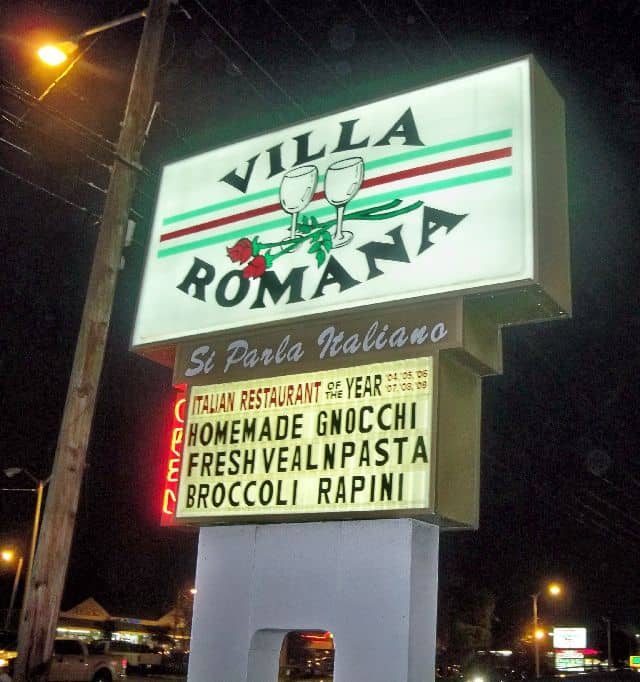 VILLA
ROMANA
Si Parla Italiano
ITALIAN RESTAURANT OF THE YEAR '04, '05, '06
'07, '08, '09
HOMEMADE GNOCCHI
FRESH VEALNPASTA
BROCCOLI RAPINI
OPEN